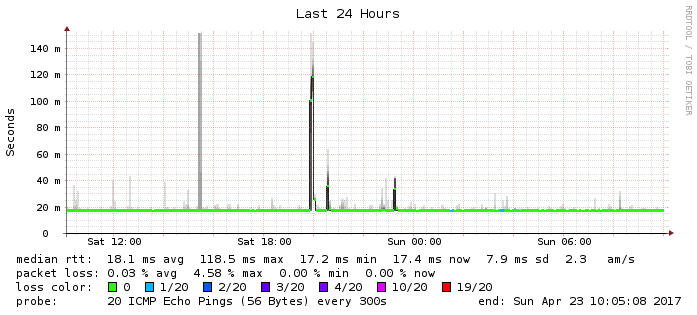 Last 24 Hours
RRDTOOL / TOBI OETIKER
Seconds
140 m
120 m
100 m
80 m
60 m
40 m
20 m
0
Sat 12:00 Sat 18:00 Sun 00:00 Sun 06:00
median rtt: 18.1 ms avg 118.5 ms max 17.2 ms min 17.4 ms now 7.9 ms sd 2.3 am/s
packet loss: 0.03 % avg 4.58 % max 0.00 % min 0.00 % now
loss color: 0 1/20 2/20 3/20 4/20 10/20 19/20
probe: 20 ICMP Echo Pings (56 Bytes) every 300s end: Sun Apr 23 10:05:08 2017